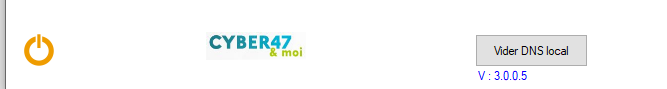 CYBER47
& moi
Vider DNS local
V : 3.0.0.5